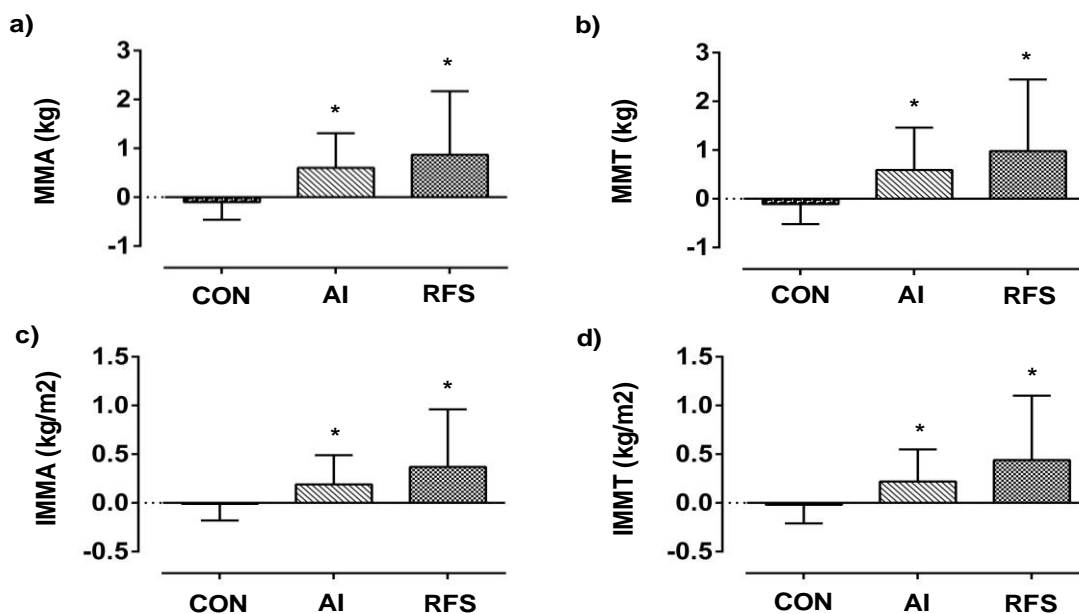 a)
MMA (kg)
3
2
1
0
-1
*
*
CON AI RFS
b)
MMT (kg)
3
2
1
0
-1
*
*
CON AI RFS
c)
IMMA (kg/m2)
1.5
1.0
0.5
0.0
-0.5
*
*
CON AI RFS
d)
IMMT (kg/m2)
1.5
1.0
0.5
0.0
-0.5
*
*
CON AI RFS